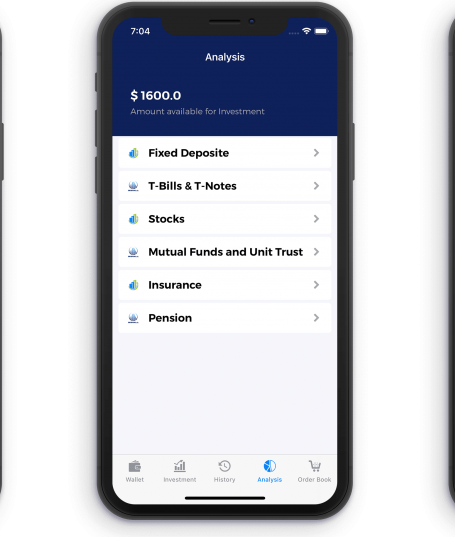 7:04
Analysis
$ 1600.0
Amount available for Investment
Fixed Deposite
T-Bills & T-Notes
Stocks
Mutual Funds and Unit Trust
Insurance
Pension
Wallet Investment History Analysis Order Book